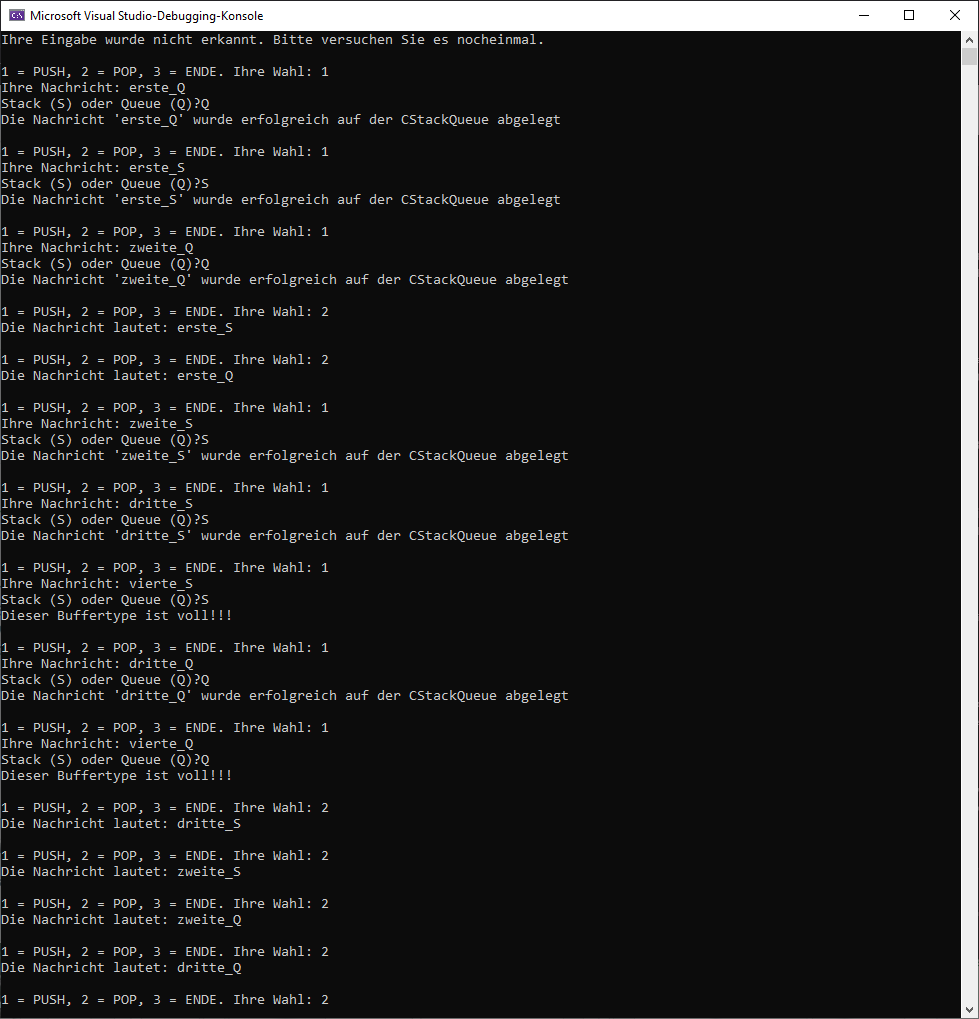 Microsoft Visual Studio-Debugging-Konsole
Ihre Eingabe wurde nicht erkannt. Bitte versuchen Sie es nocheinmal.
1 = PUSH, 2 = POP, 3 = ENDE. Ihre Wahl: 1
Ihre Nachricht: erste_Q
Stack (S) oder Queue (Q)?Q
Die Nachricht 'erste_Q' wurde erfolgreich auf der CStackQueue abgelegt
1 = PUSH, 2 = POP, 3 = ENDE. Ihre Wahl: 1
Ihre Nachricht: erste_S
Stack (S) oder Queue (Q)?S
Die Nachricht 'erste_S' wurde erfolgreich auf der CStackQueue abgelegt
1 = PUSH, 2 = POP, 3 = ENDE. Ihre Wahl: 1
Ihre Nachricht: zweite_Q
Stack (S) oder Queue (Q)?Q
Die Nachricht 'zweite_Q' wurde erfolgreich auf der CStackQueue abgelegt
1 = PUSH, 2 = POP, 3 = ENDE. Ihre Wahl: 2
Die Nachricht lautet: erste_S
1 = PUSH, 2 = POP, 3 = ENDE. Ihre Wahl: 2
Die Nachricht lautet: erste_Q
1 = PUSH, 2 = POP, 3 = ENDE. Ihre Wahl: 1
Ihre Nachricht: zweite_S
Stack (S) oder Queue (Q)?S
Die Nachricht 'zweite_S' wurde erfolgreich auf der CStackQueue abgelegt
1 = PUSH, 2 = POP, 3 = ENDE. Ihre Wahl: 1
Ihre Nachricht: dritte_S
Stack (S) oder Queue (Q)?S
Die Nachricht 'dritte_S' wurde erfolgreich auf der CStackQueue abgelegt
1 = PUSH, 2 = POP, 3 = ENDE. Ihre Wahl: 1
Ihre Nachricht: vierte_S
Stack (S) oder Queue (Q)?S
Dieser Buffertype ist voll!!!
1 = PUSH, 2 = POP, 3 = ENDE. Ihre Wahl: 1
Ihre Nachricht: dritte_Q
Stack (S) oder Queue (Q)?Q
Die Nachricht 'dritte_Q' wurde erfolgreich auf der CStackQueue abgelegt
1 = PUSH, 2 = POP, 3 = ENDE. Ihre Wahl: 1
Ihre Nachricht: vierte_Q
Stack (S) oder Queue (Q)?Q
Dieser Buffertype ist voll!!!
1 = PUSH, 2 = POP, 3 = ENDE. Ihre Wahl: 2
Die Nachricht lautet: dritte_S
1 = PUSH, 2 = POP, 3 = ENDE. Ihre Wahl: 2
Die Nachricht lautet: zweite_S
1 = PUSH, 2 = POP, 3 = ENDE. Ihre Wahl: 2
Die Nachricht lautet: zweite_Q
1 = PUSH, 2 = POP, 3 = ENDE. Ihre Wahl: 2
Die Nachricht lautet: dritte_Q
1 = PUSH, 2 = POP, 3 = ENDE. Ihre Wahl: 2